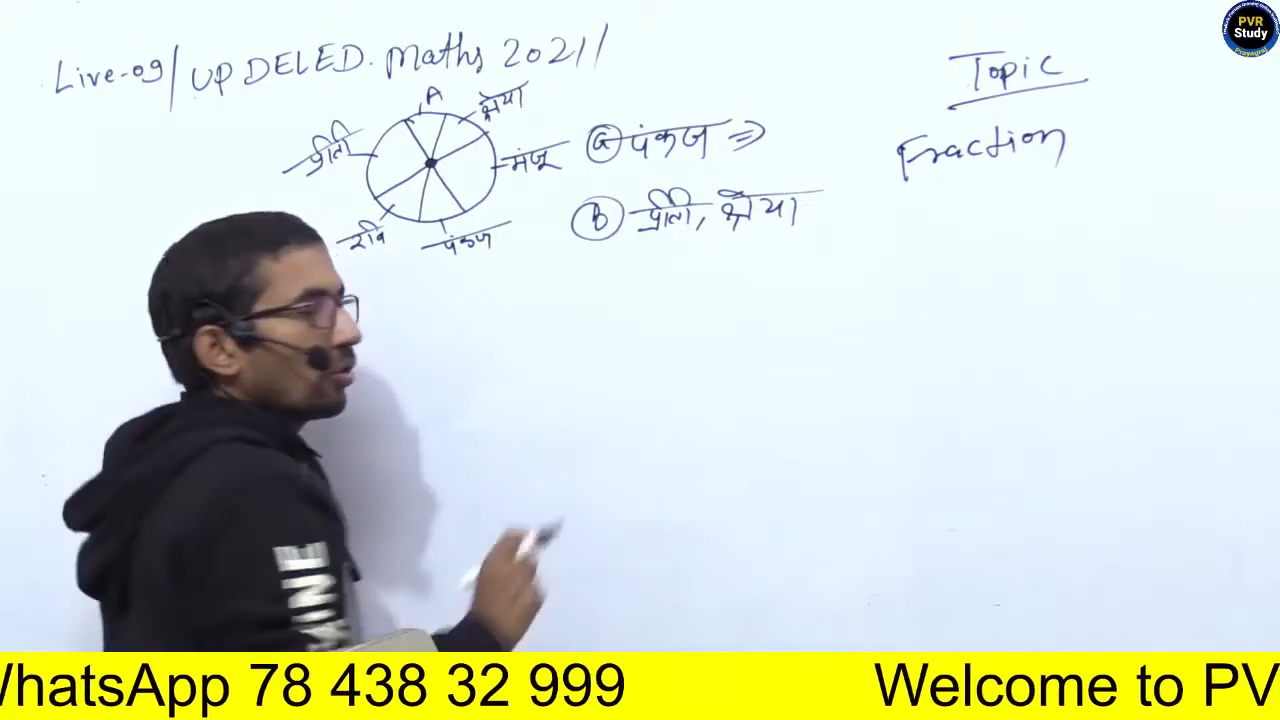 Live-09/ UP DELED. Maths 2021/
Topic
Fraction
A
श्रेया
प्रीती
मंजू
रवि
पंकज
पंकज ⇒
(b) प्रीती, श्रेया
PVR
Study
Prayagraj
WhatsApp 78 438 32 999
Welcome to PV